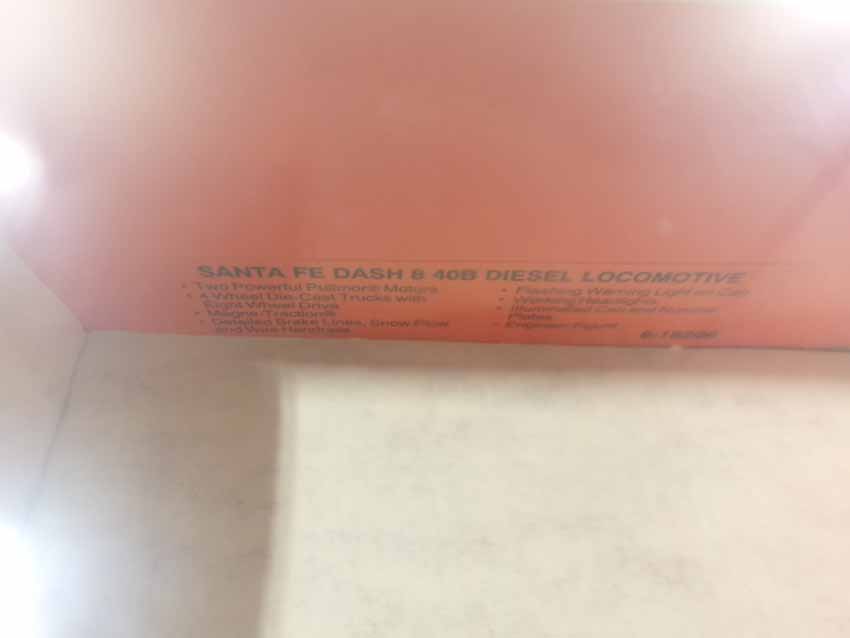 SANTA FE DASH 8 40B DIESEL LOCOMOTIVE
• Two Powerful Pullmor® Motors
• 4 Wheel Die-Cast Trucks with
Eight Wheel Drive
• Magne-Traction®
• Detailed Brake Lines, Snow Plow
and Wire Handrails
• Flashing Warning Light on Cab
• Working Headlights
• Illuminated Cab and Number
Plates
• Engineer Figure
6-18206